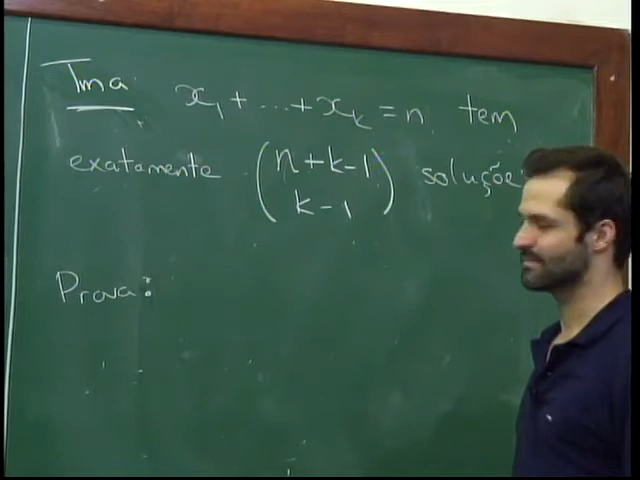 Tma: x₁ + ... + xₖ = n tem
exatamente (n+k-1
k-1) soluçõe
Prova: